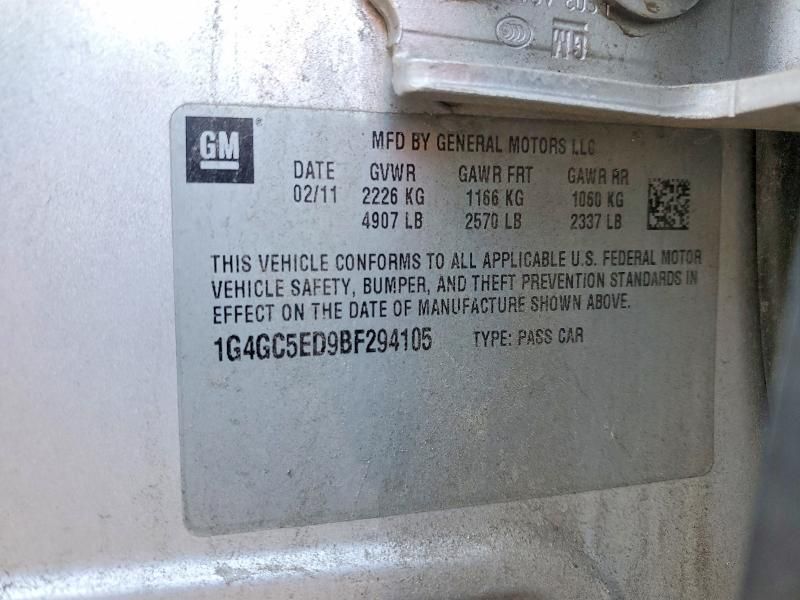 GM
GM
MFD BY GENERAL MOTORS LLC
DATE GVWR GAWR FRT GAWR RR
02/11 2226 KG 1166 KG 1060 KG
4907 LB 2570 LB 2337 LB
THIS VEHICLE CONFORMS TO ALL APPLICABLE U.S. FEDERAL MOTOR
VEHICLE SAFETY, BUMPER, AND THEFT PREVENTION STANDARDS IN
EFFECT ON THE DATE OF MANUFACTURE SHOWN ABOVE.
1G4GC5ED9BF294105 TYPE: PASS CAR